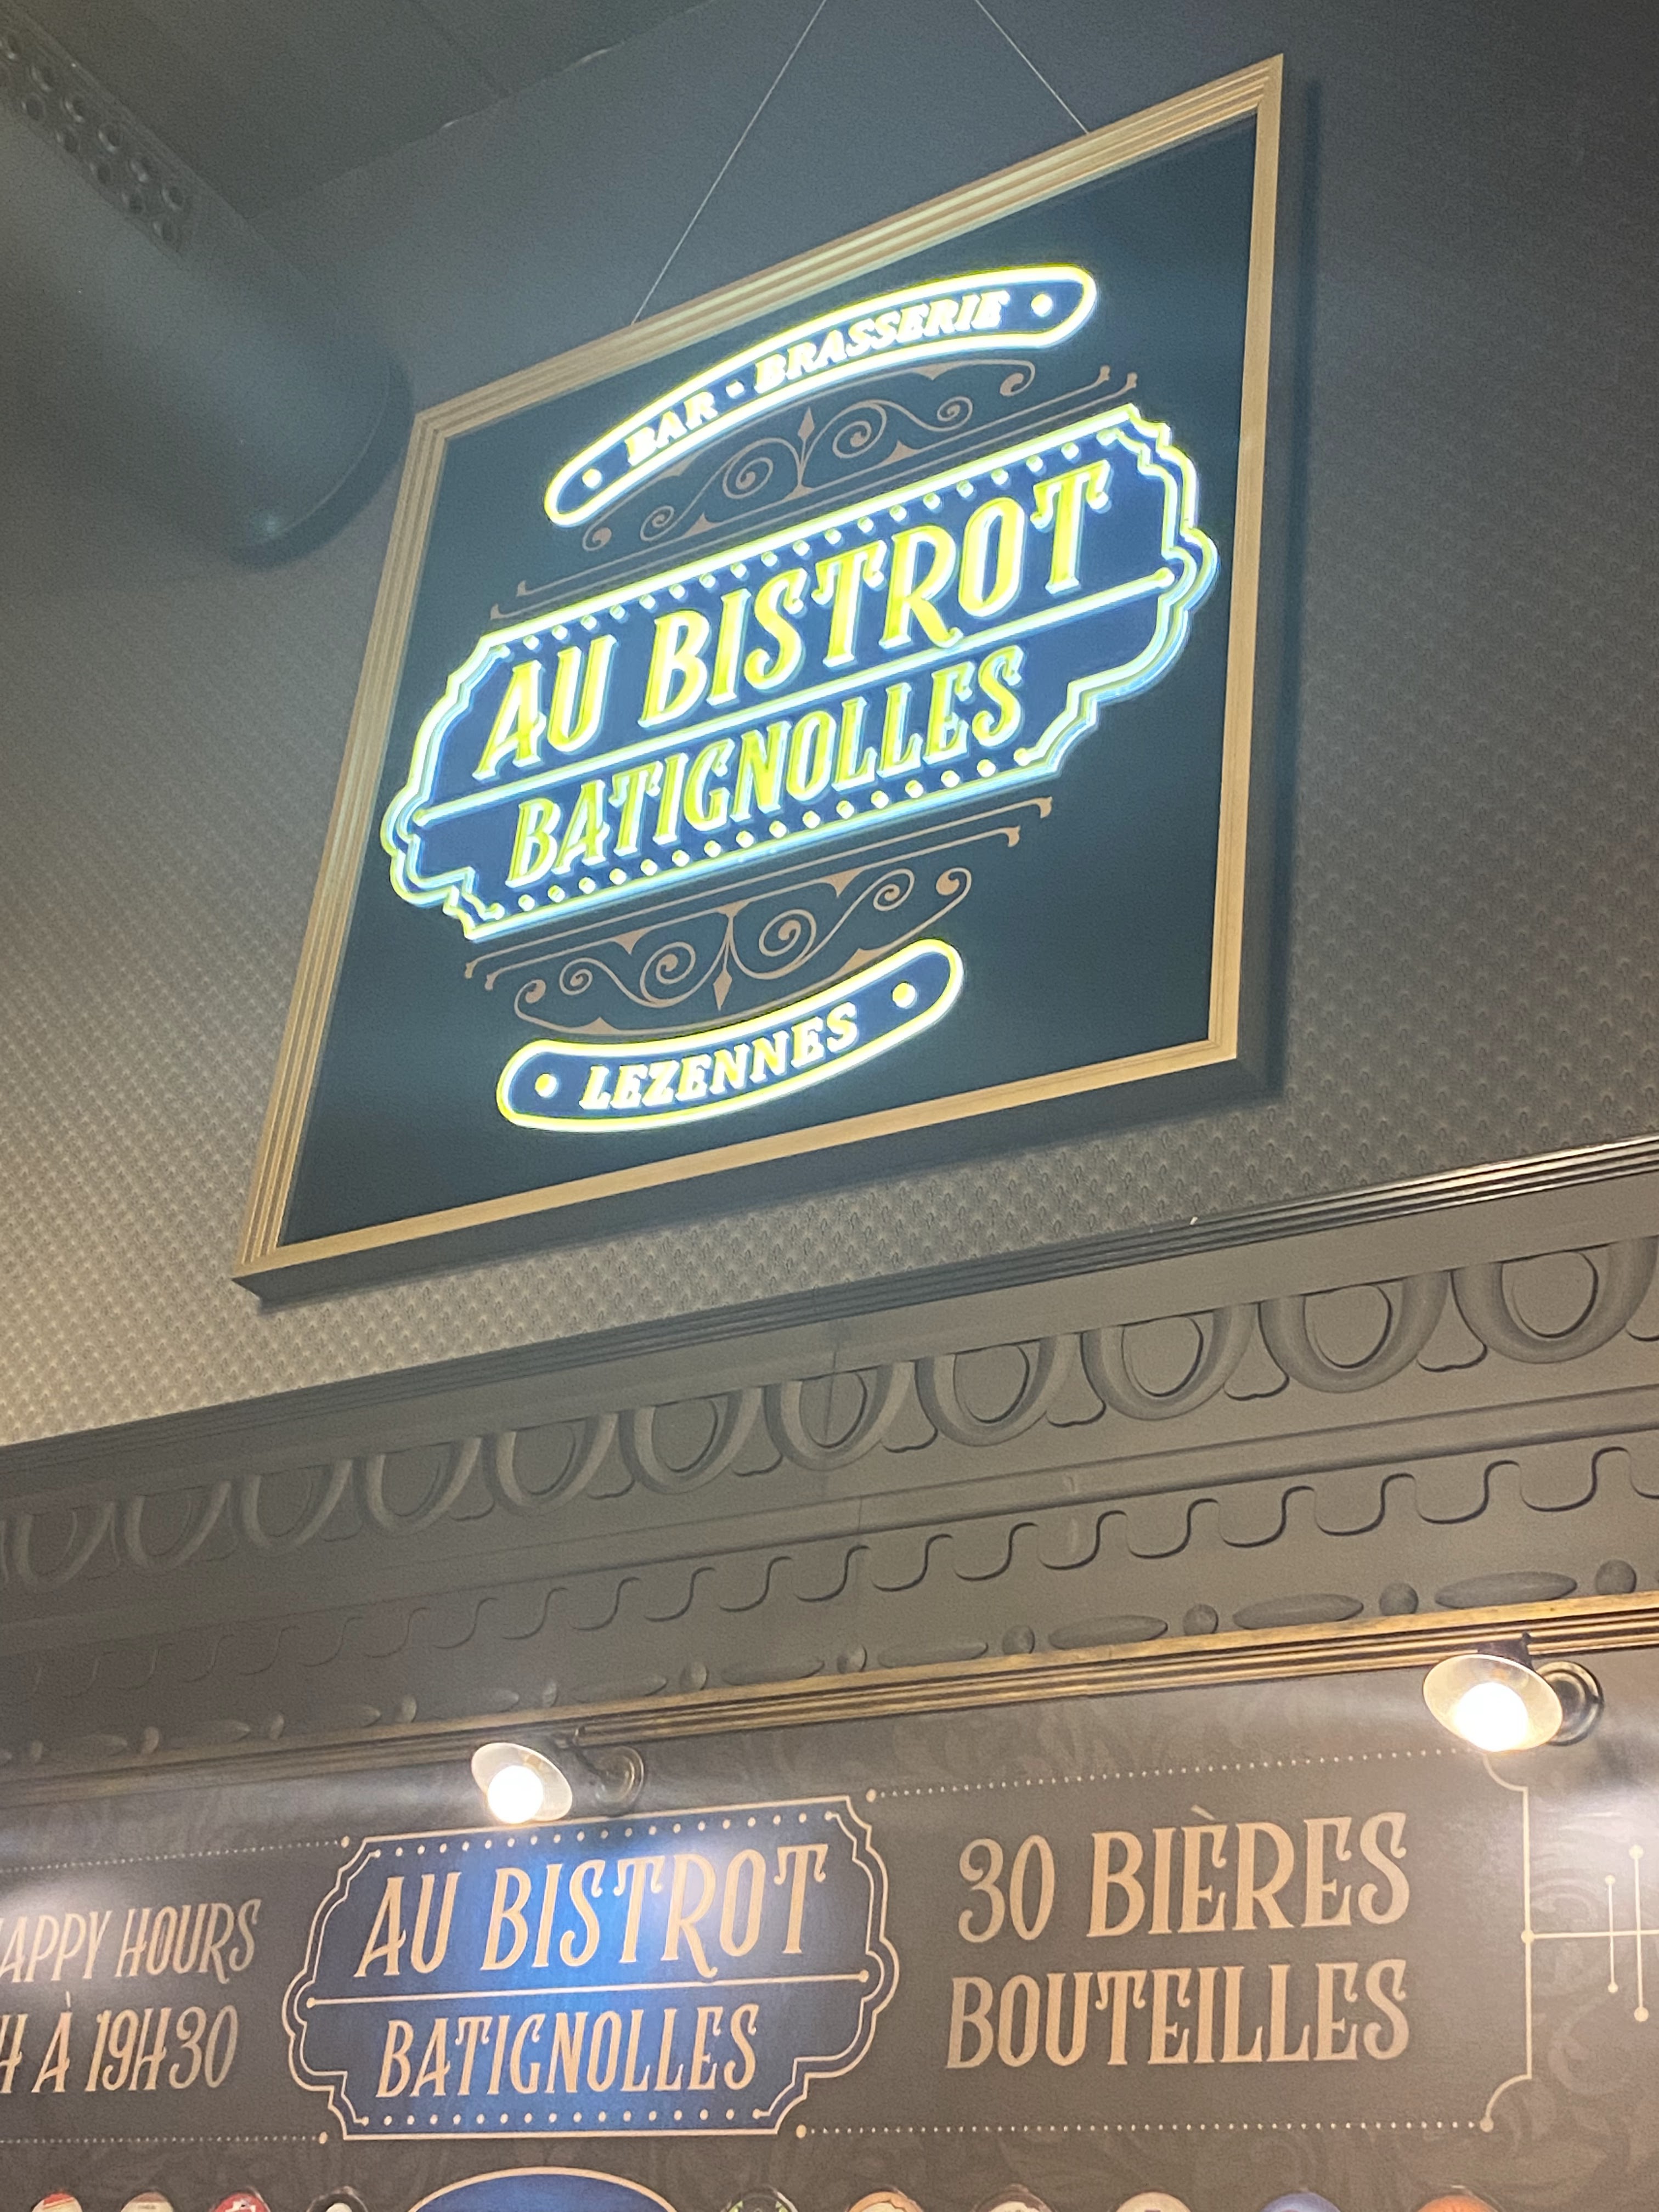 BAR - BRASSERIE
AU BISTROT
BATIGNOLLES
LEZENNES
APPY HOURS
H À 19H30
AU BISTROT
BATIGNOLLES
30 BIÈRES
BOUTEILLES